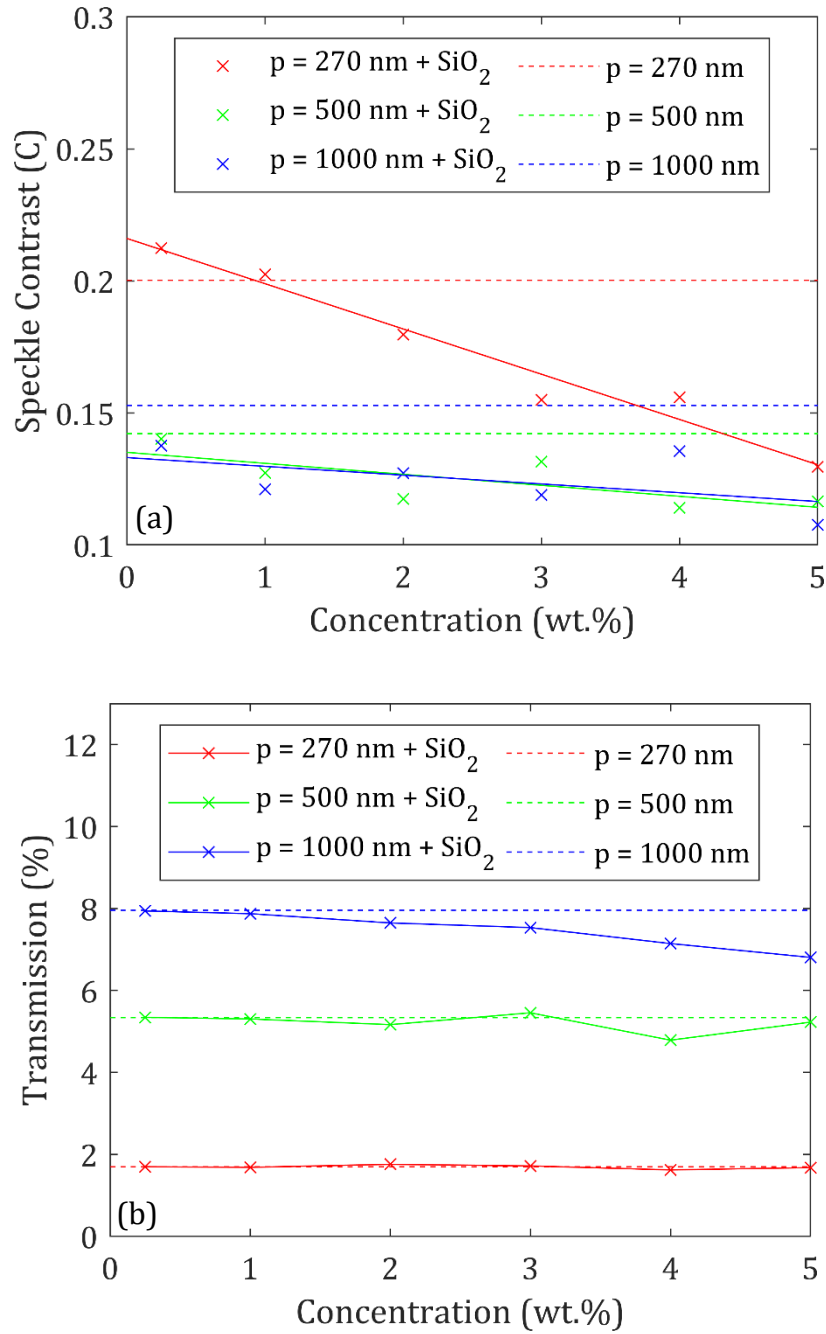 0.3
p = 270 nm + SiO2 p = 270 nm
p = 500 nm + SiO2 p = 500 nm
p = 1000 nm + SiO2 p = 1000 nm
0.25
0.2
0.15
0.1
Speckle Contrast (C)
(a)
0 1 2 3 4 5
Concentration (wt.%)
12
10
8
6
4
2
0
p = 270 nm + SiO2 p = 270 nm
p = 500 nm + SiO2 p = 500 nm
p = 1000 nm + SiO2 p = 1000 nm
Transmission (%)
(b)
0 1 2 3 4 5
Concentration (wt.%)